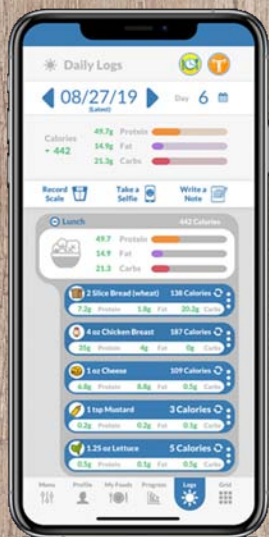 Daily Logs
08/27/19 Day 6
(Latest)
Calories
- 442
49.7g Protein
14.9g Fat
21.3g Carbs
Record Scale
Take a Selfie
Write a Note
Lunch 442 Calories
49.7 Protein
14.9 Fat
21.3 Carbs
2 Slice Bread (wheat) 138 Calories
7.2g Protein 1.8g Fat 20.2g Carbs
4 oz Chicken Breast 187 Calories
35g Protein 4g Fat 0g Carbs
1 oz Cheese 109 Calories
6.8g Protein 8.8g Fat 0.5g Carbs
1 tsp Mustard 3 Calories
0.2g Protein 0.2g Fat 0.1g Carbs
1.25 oz Lettuce 5 Calories
0.5g Protein 0.1g Fat 0.5g Carbs
Menu Profile My Foods Progress Logs Grid